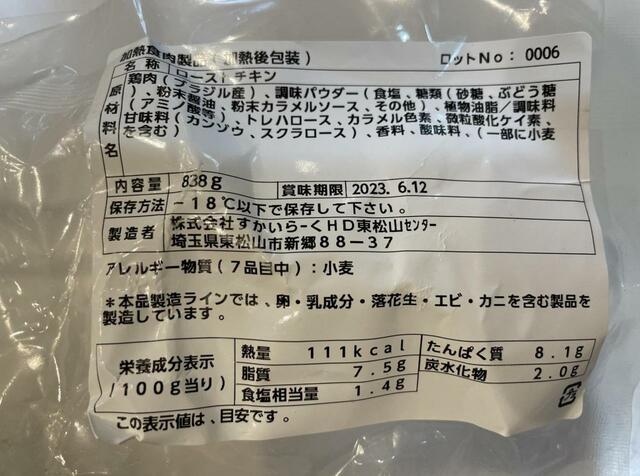 加熱食肉製品(加熱後包装) ロットNo: 0006
名称 ローストチキン
原材料名
鶏肉(ブラジル産)、調味パウダー(食塩、糖類(砂糖、ぶどう糖
)、粉末醤油、粉末カラメルソース、その他)、植物油脂/調味料
(アミノ酸等)、トレハロース、カラメル色素、微粒酸化ケイ素、
甘味料(カンゾウ、スクラロース)、香料、酸味料、(一部に小麦
を含む)
内容量 838g 賞味期限 2023. 6.12
保存方法 -18℃以下で保存して下さい。
製造者 株式会社すかいらーくHD東松山センター
埼玉県東松山市新郷88-37
アレルギー物質(7品目中):小麦
*本品製造ラインでは、卵・乳成分・落花生・エビ・カニを含む製品を
製造しています。
栄養成分表示
/100g当り)
熱量 111kcal たんぱく質 8.1g
脂質 7.5g 炭水化物 2.0g
食塩相当量 1.4g
この表示値は、目安です。